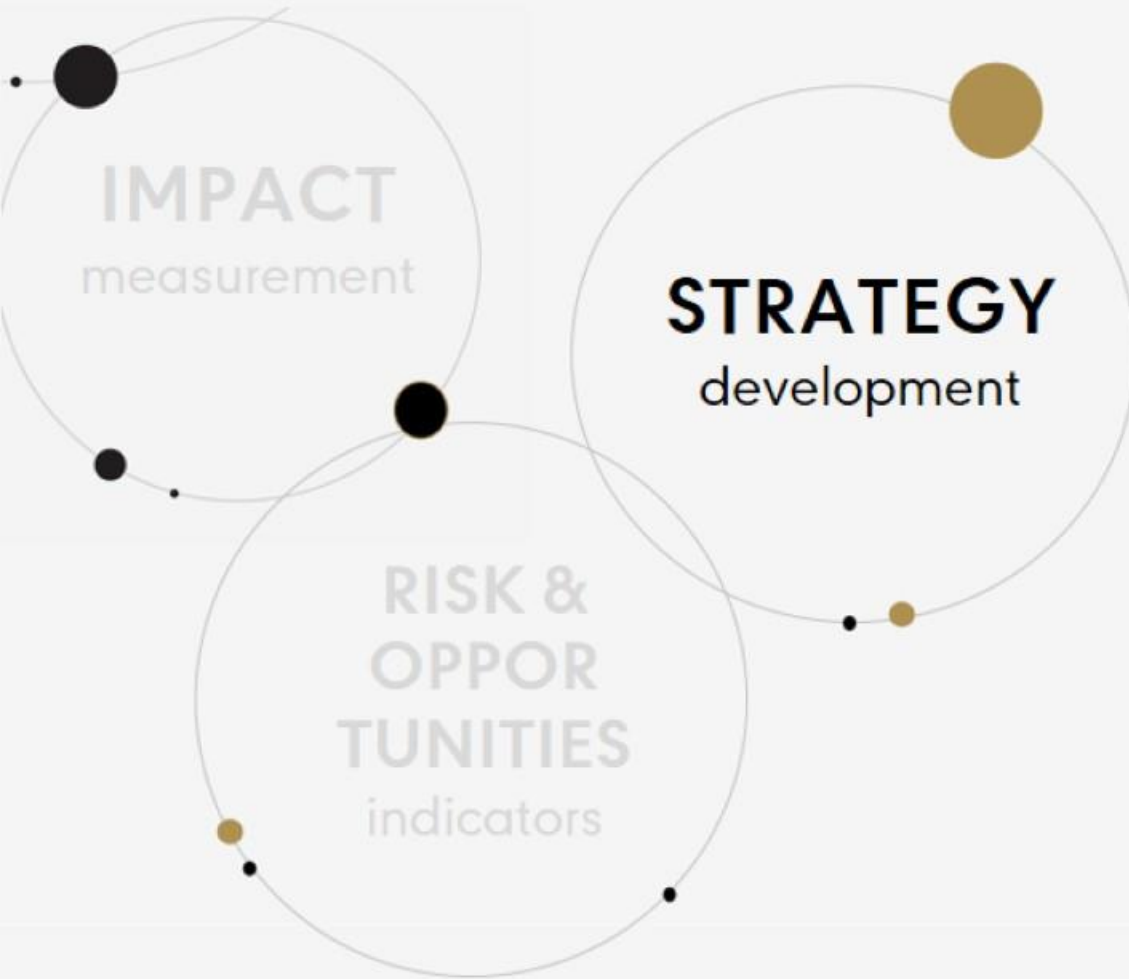 IMPACT
measurement
STRATEGY
development
RISK &
OPPOR
TUNITIES
indicators